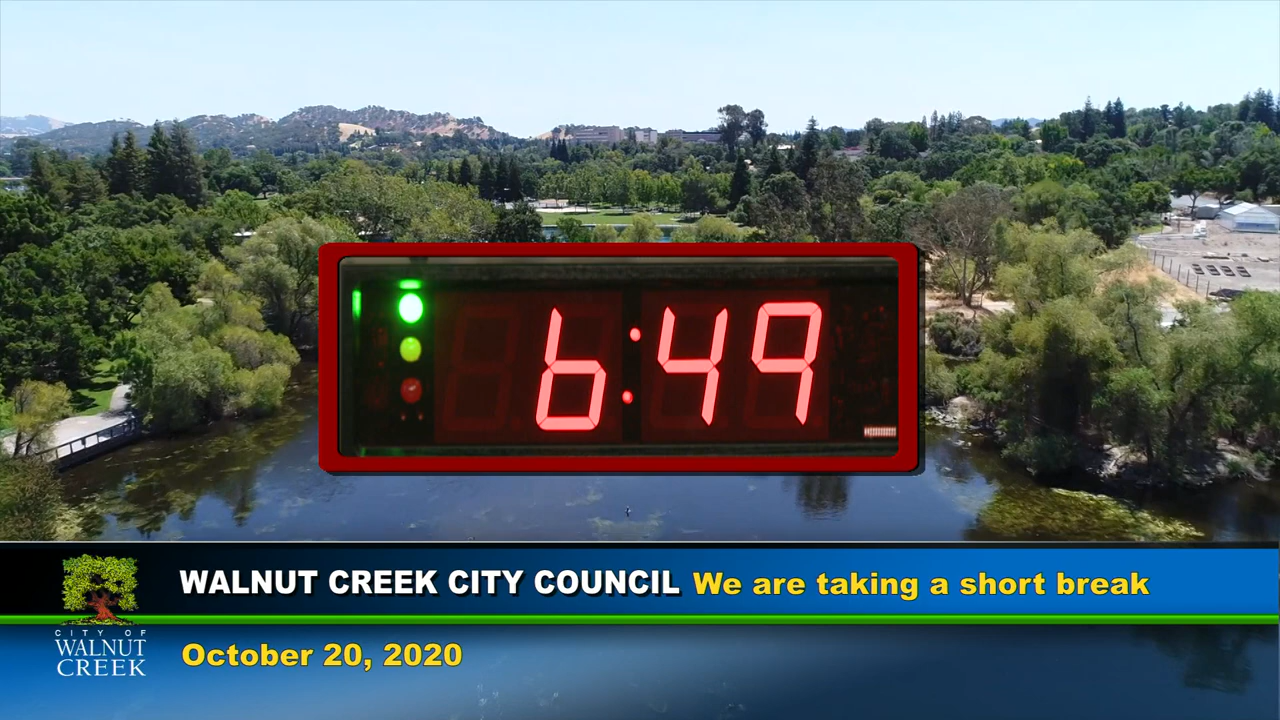 6:49
WALNUT CREEK CITY COUNCIL We are taking a short break
CITY OF
WALNUT
CREEK
October 20, 2020